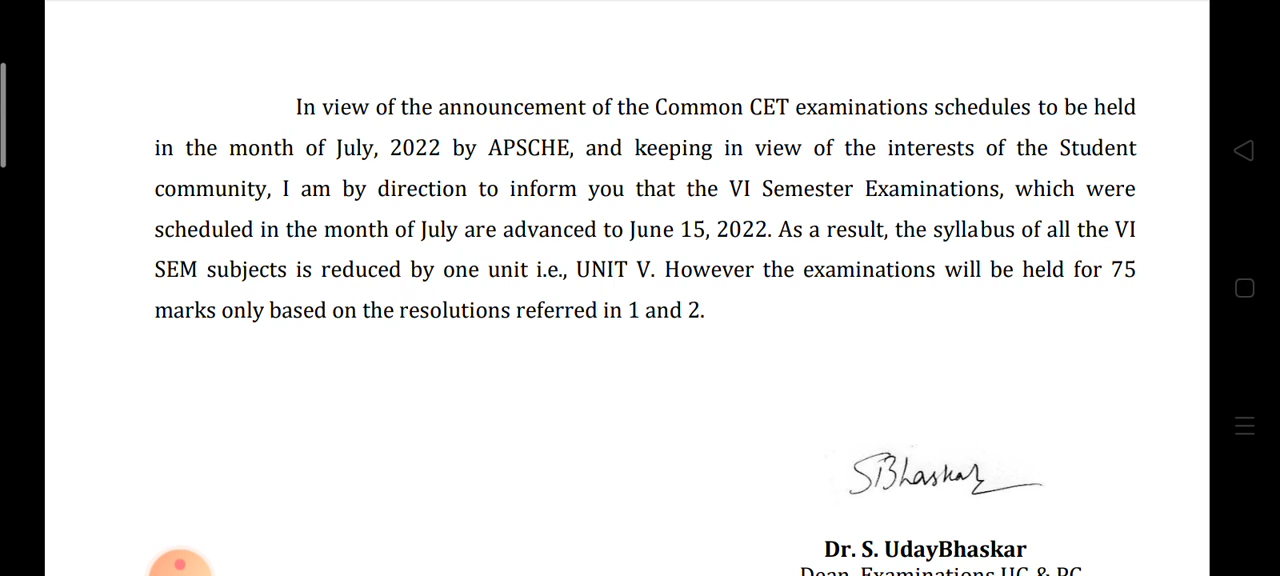 In view of the announcement of the Common CET examinations schedules to be held
in the month of July, 2022 by APSCHE, and keeping in view of the interests of the Student
community, I am by direction to inform you that the VI Semester Examinations, which were
scheduled in the month of July are advanced to June 15, 2022. As a result, the syllabus of all the VI
SEM subjects is reduced by one unit i.e., UNIT V. However the examinations will be held for 75
marks only based on the resolutions referred in 1 and 2.
SBhaskar
Dr. S. UdayBhaskar
Dean, Examinations UG & PG